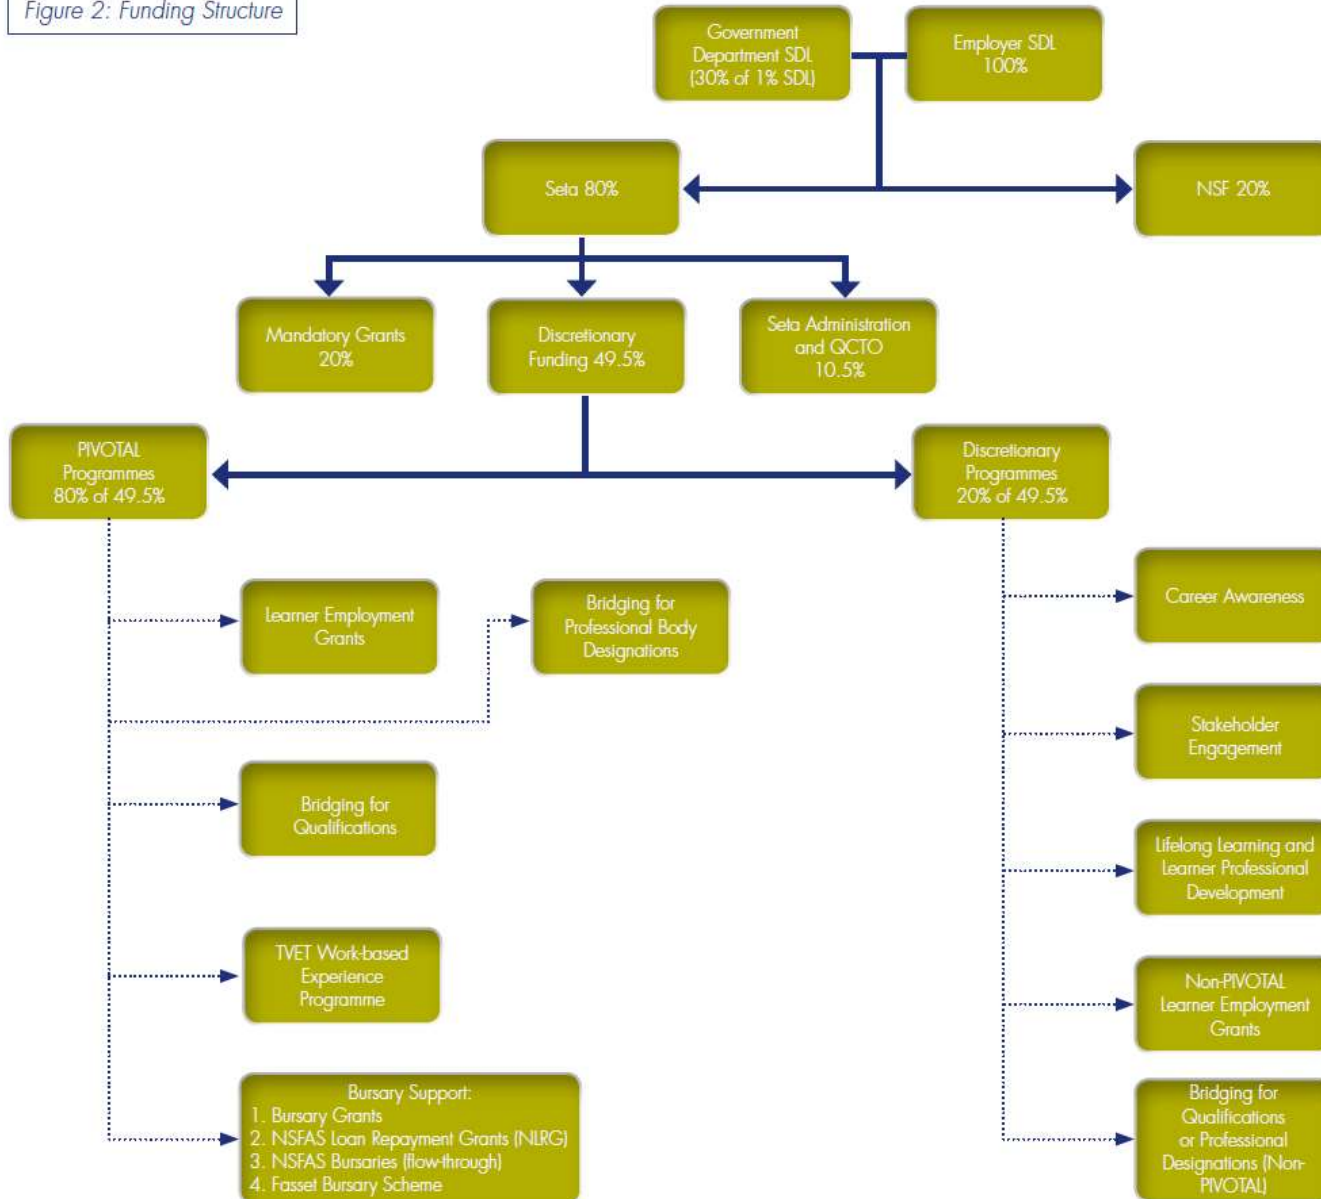 Figure 2: Funding Structure
Government
Department SDL
(30% of 1% SDL)
Employer SDL
100%
Seta 80%
NSF 20%
Mandatory Grants
20%
Discretionary
Funding 49.5%
Seta Administration
and QCTO
10.5%
PIVOTAL
Programmes
80% of 49.5%
Discretionary
Programmes
20% of 49.5%
Learner Employment
Grants
Bridging for
Professional Body
Designations
Career Awareness
Stakeholder
Engagement
Bridging for
Qualifications
Lifelong Learning and
Learner Professional
Development
TVET Work-based
Experience
Programme
Non-PIVOTAL
Learner Employment
Grants
Bursary Support:
1. Bursary Grants
2. NSFAS Loan Repayment Grants (NLRG)
3. NSFAS Bursaries (flow-through)
4. Fasset Bursary Scheme
Bridging for
Qualifications
or Professional
Designations (Non-
PIVOTAL)